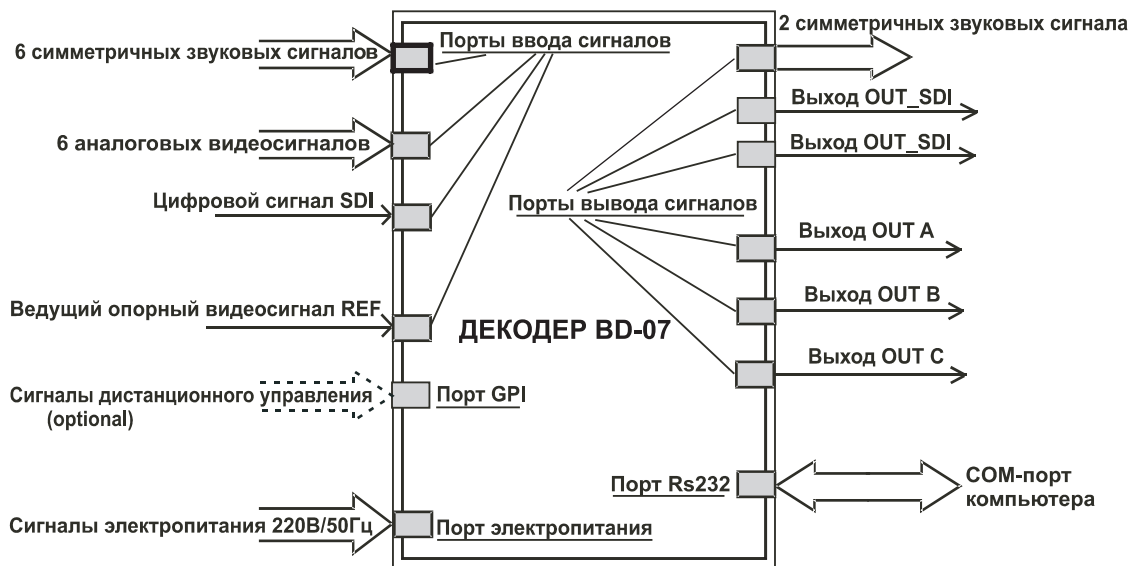 2 симметричных звуковых сигнала
6 симметричных звуковых сигналов
Порты ввода сигналов
Выход OUT_SDI
6 аналоговых видеосигналов
Выход OUT_SDI
Цифровой сигнал SDI
Порты вывода сигналов
Выход OUT A
Ведущий опорный видеосигнал REF
Выход OUT B
ДЕКОДЕР BD-07
Выход OUT C
Сигналы дистанционного управления
(optional)
Порт GPI
Порт Rs232
COM-порт
компьютера
Сигналы электропитания 220В/50Гц
Порт электропитания